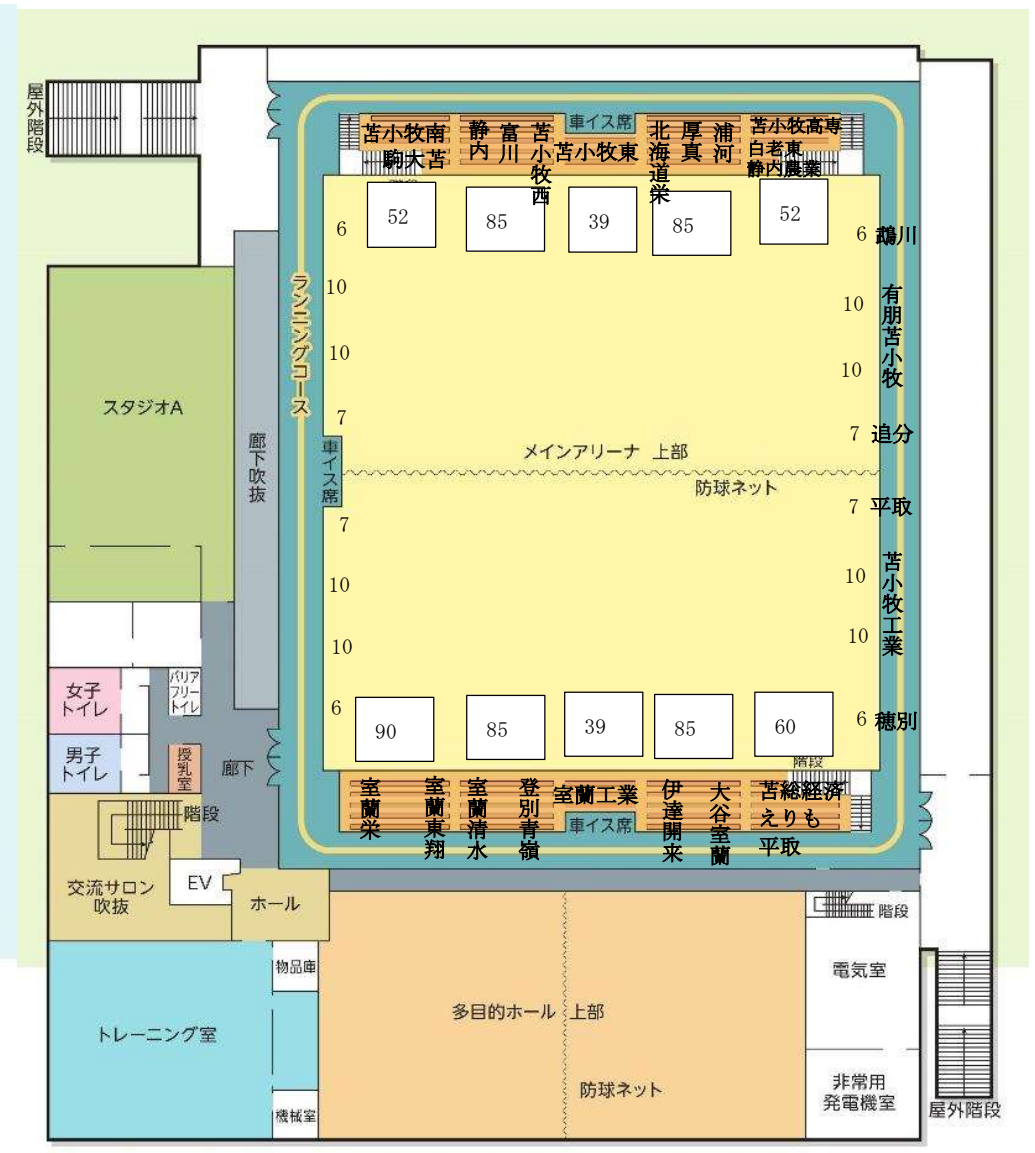 屋外階段
車イス席
苫小牧南
駒大苫
静内
富川
苫小牧西
苫小牧東
北海道栄
厚真
浦河
苫小牧高専
白老東
静内農業
階段
52
85
39
85
52
6
10
10
7
車イス席
7
10
10
6
6 鵡川
10
有朋苫小牧
10
7 追分
7 平取
10
苫小牧工業
10
6 穂別
ランニングコース
メインアリーナ 上部
防球ネット
スタジオA
廊下吹抜
90
85
39
85
60
階段
室蘭栄
室蘭東翔
室蘭清水
登別青嶺
室蘭工業
車イス席
伊達開来
大谷室蘭
苫総経済
えりも
平取
女子
トイレ
バリア
フリー
トイレ
男子
トイレ
授乳室
廊下
階段
交流サロン
吹抜
EV
ホール
物品庫
トレーニング室
機械室
多目的ホール 上部
防球ネット
階段
電気室
非常用
発電機室
屋外階段